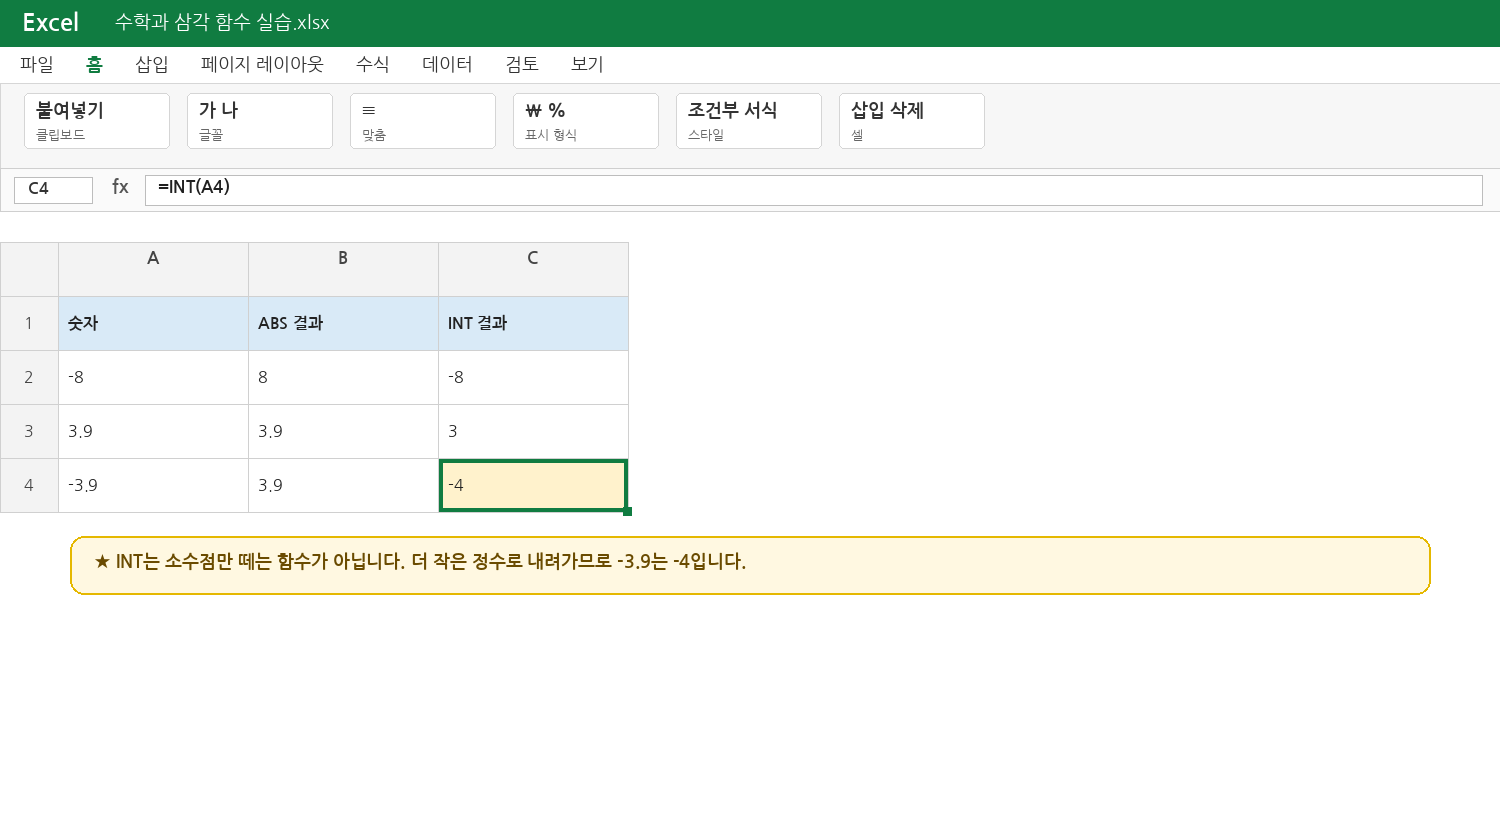 Excel 수학과 삼각 함수 실습.xlsx
파일 홈 삽입 페이지 레이아웃 수식 데이터 검토 보기
붙여넣기 가 나 ≡ ₩ % 조건부 서식 삽입 삭제
클립보드 글꼴 맞춤 표시 형식 스타일 셀
C4 fx =INT(A4)
A B C
1 숫자 ABS 결과 INT 결과
2 -8 8 -8
3 3.9 3.9 3
4 -3.9 3.9 -4
★ INT는 소수점만 떼는 함수가 아닙니다. 더 작은 정수로 내려가므로 -3.9는 -4입니다.